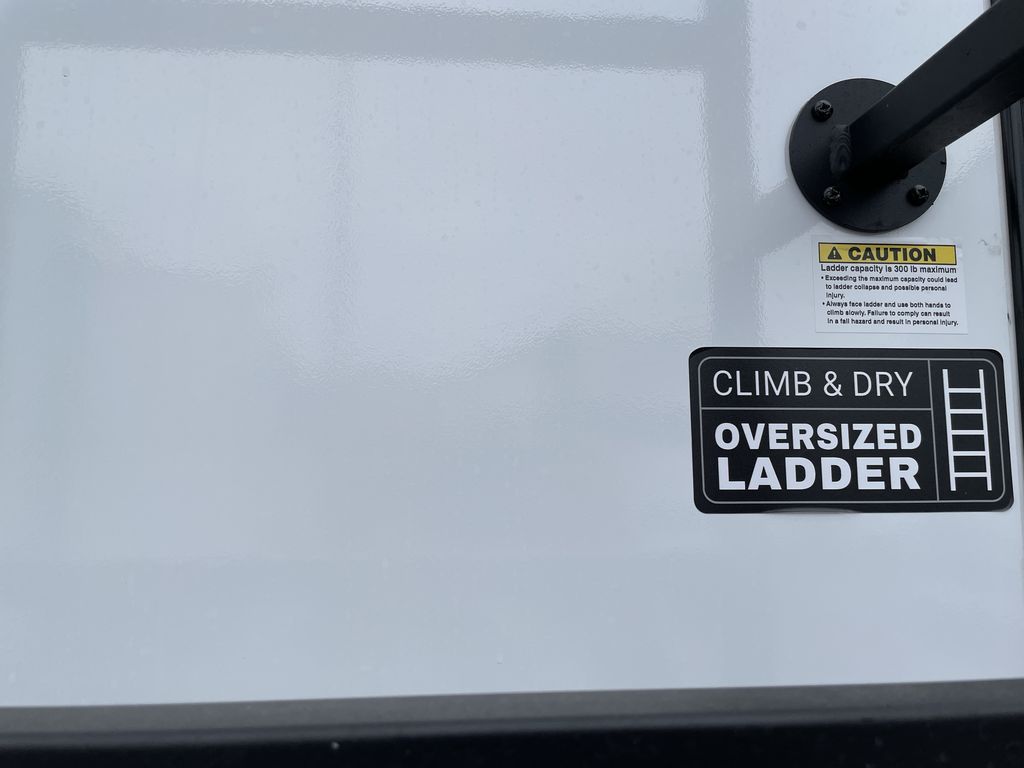 CAUTION
Ladder capacity is 300 lb maximum
• Exceeding the maximum capacity could lead
to ladder collapse and possible personal
injury.
• Always face ladder and use both hands to
climb slowly. Failure to comply can result
in a fall hazard and result in personal injury.
CLIMB & DRY
OVERSIZED
LADDER